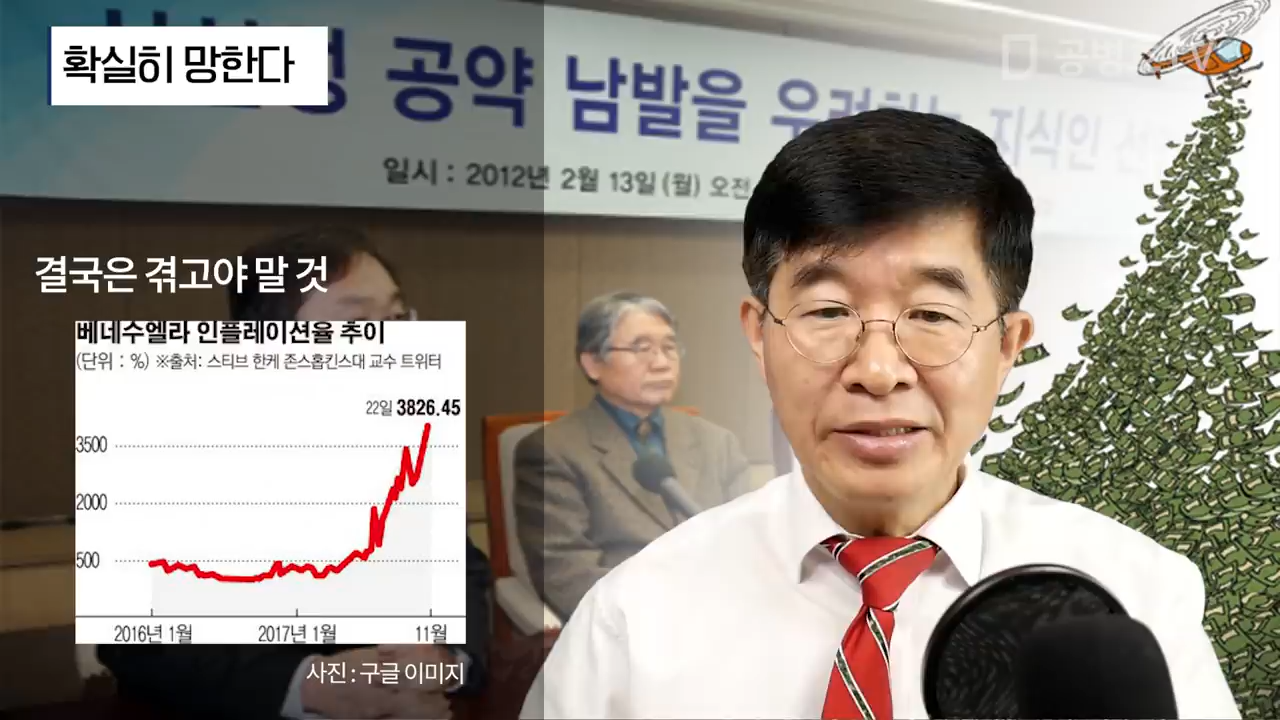 확실히 망한다
공약 남발을
지식인
일시 : 2012년 2월 13일(월) 오전
결국은 겪고야 말 것
베네수엘라 인플레이션율 추이
(단위 : %) ※출처: 스티브 한케 존스홉킨스대 교수 트위터
22일 3826.45
3500
2000
500
2016년 1월 2017년 1월 11월
사진 : 구글 이미지